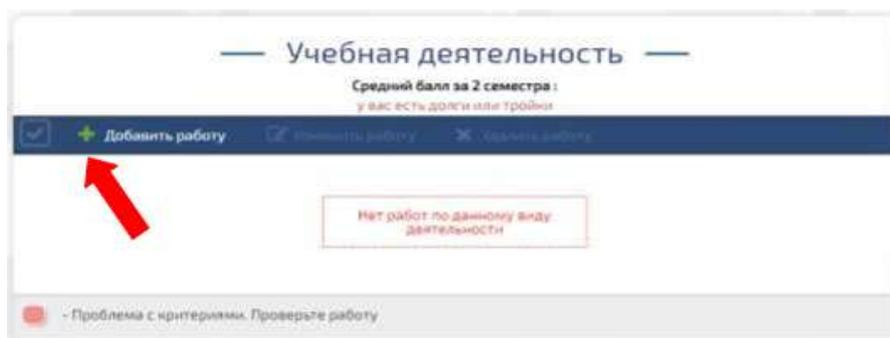 Учебная деятельность
Средний балл за 2 семестра :
у вас есть долги или тройки
Добавить работу Изменить работу Удалить работу
Нет работ по данному виду
деятельности
- Проблема с критериями. Проверьте работу